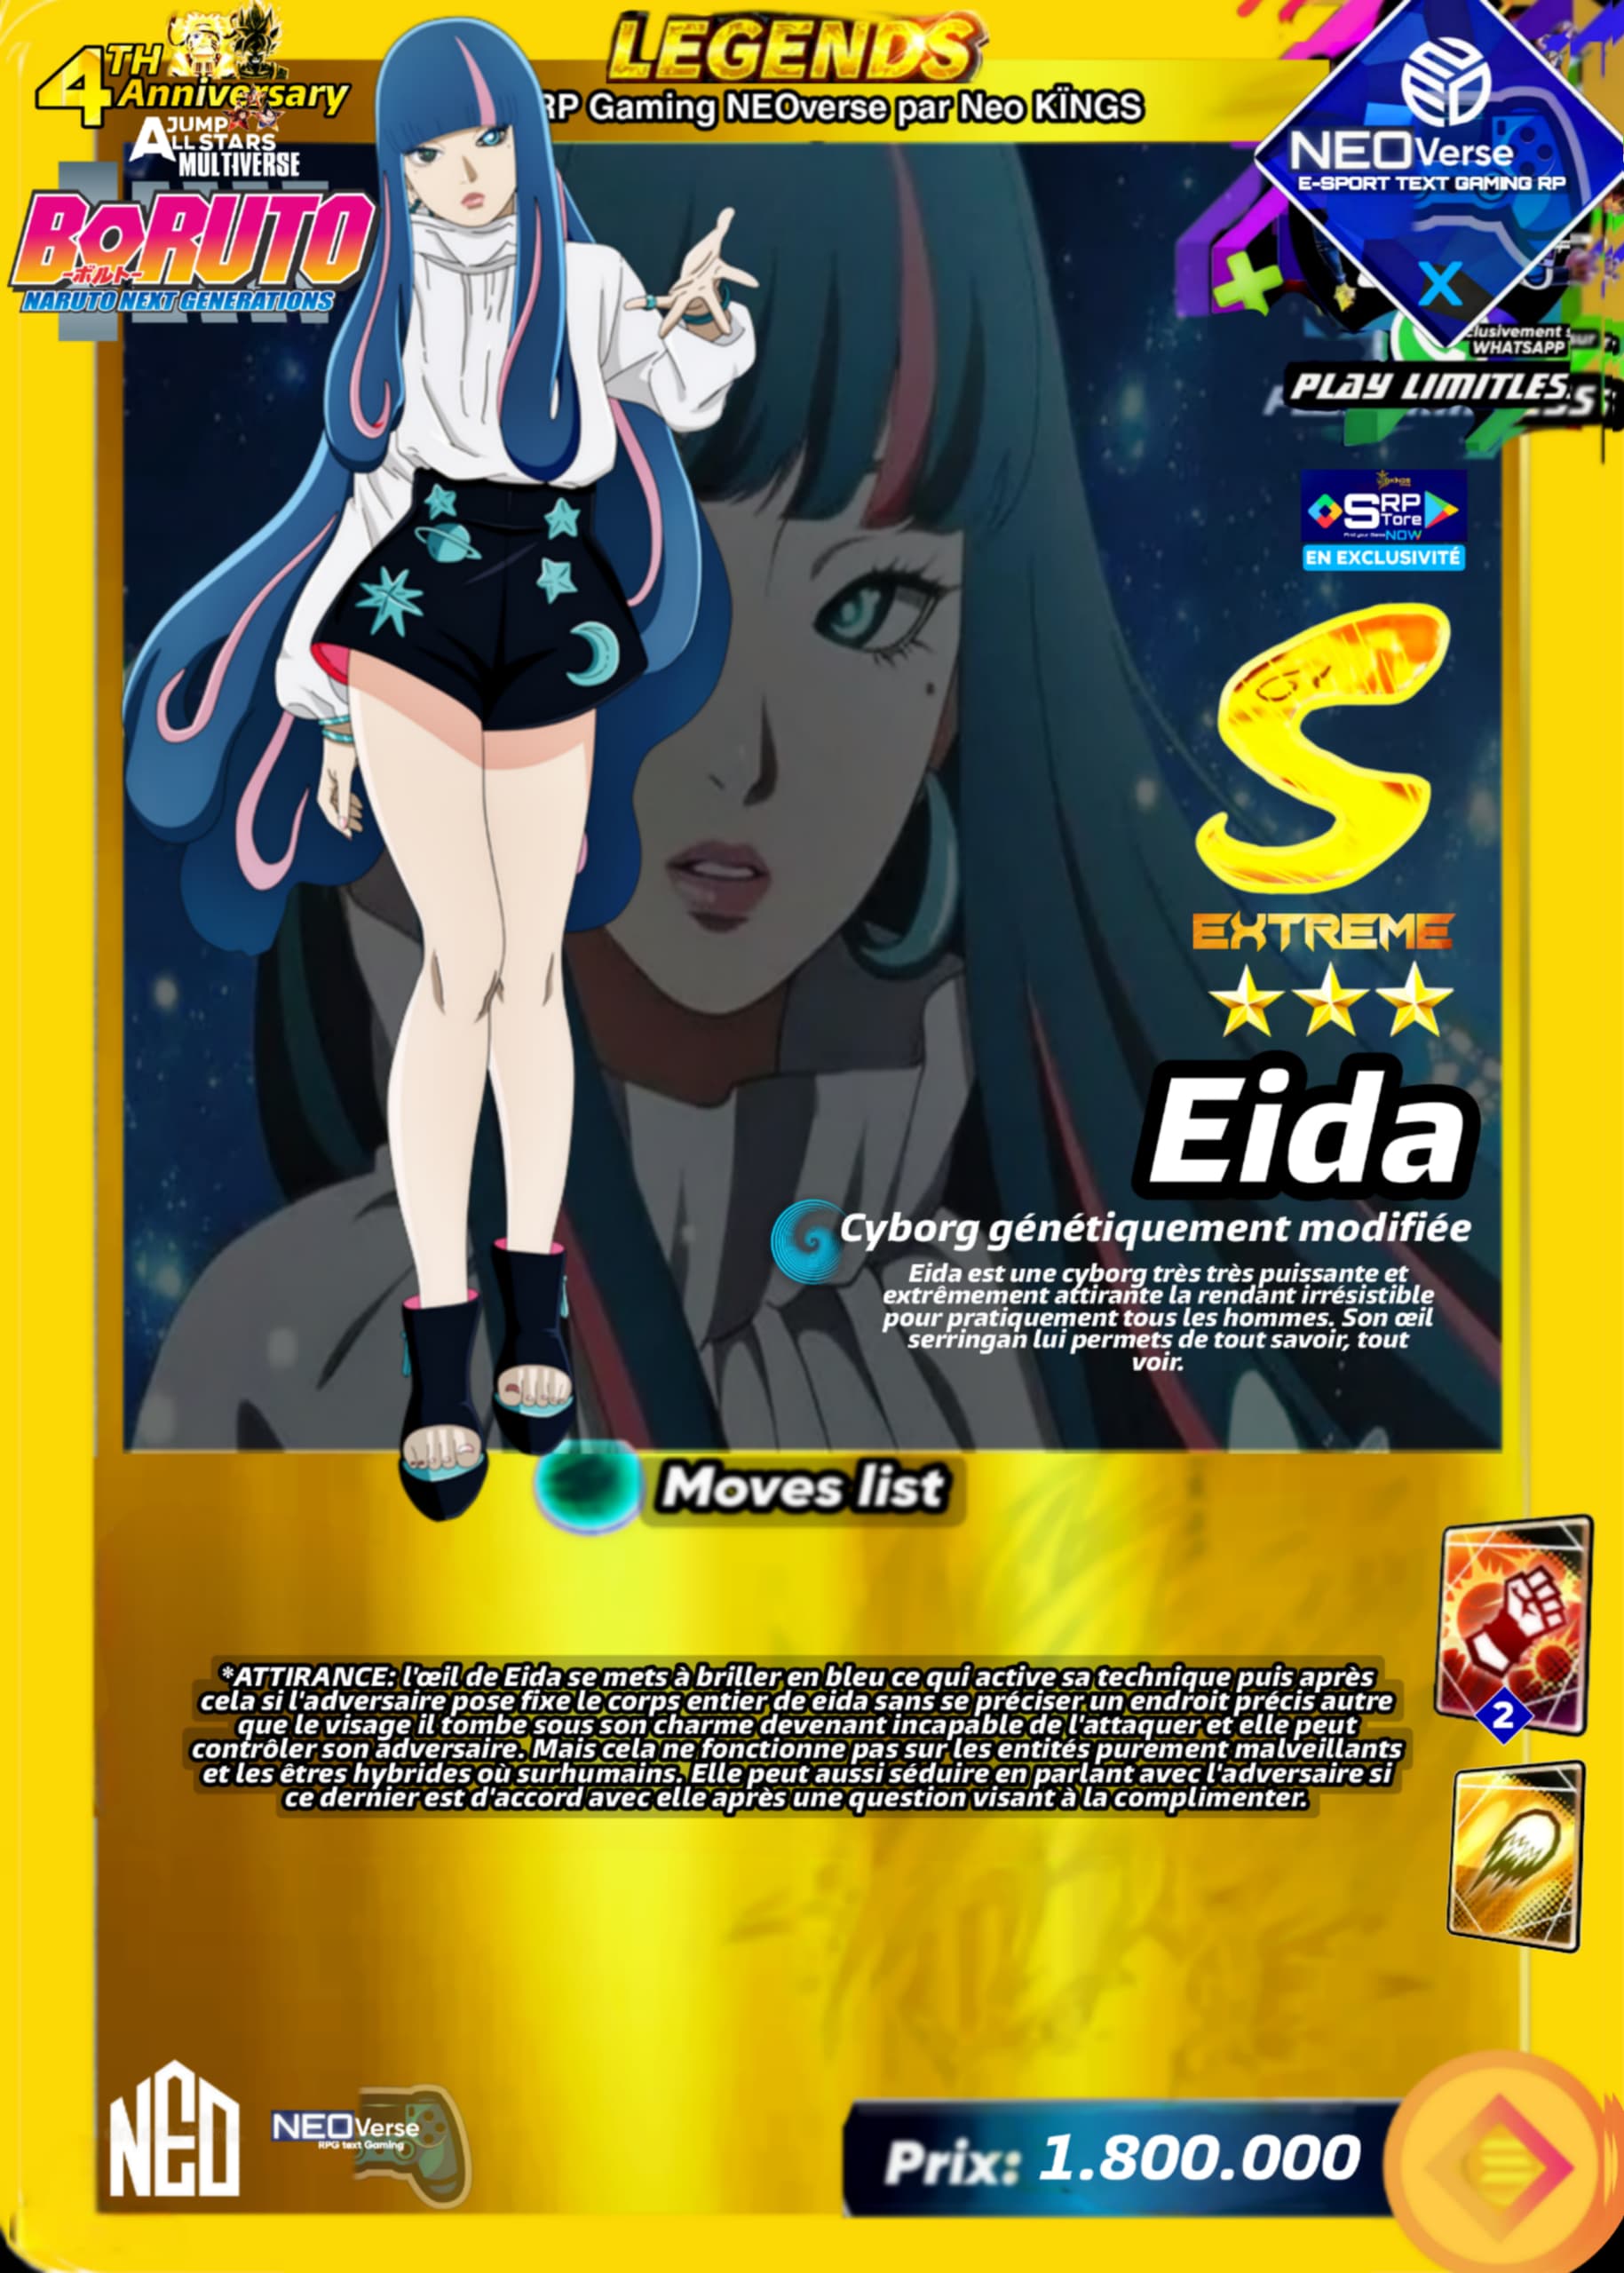 4TH
Anniversary
JUMP
ALL STARS
MULTIVERSE
BORUTO
-ボルト-
NARUTO NEXT GENERATIONS
LEGENDS
RP Gaming NEOverse par Neo KÏNGS
NEOVerse
E-SPORT TEXT GAMING RP
X
clusivement
WHATSAPP
PLAY LIMITLES
SRP
Tore
NOW
EN EXCLUSIVITÉ
S
EXTREME
Eida
Cyborg génétiquement modifiée
Eida est une cyborg très très puissante et
extrêmement attirante la rendant irrésistible
pour pratiquement tous les hommes. Son œil
serringan lui permets de tout savoir, tout
voir.
Moves list
2
*ATTIRANCE: l'œil de Eida se mets à briller en bleu ce qui active sa technique puis après
cela si l'adversaire pose fixe le corps entier de eida sans se préciser un endroit précis autre
que le visage il tombe sous son charme devenant incapable de l'attaquer et elle peut
contrôler son adversaire. Mais cela ne fonctionne pas sur les entités purement malveillants
et les êtres hybrides où surhumains. Elle peut aussi séduire en parlant avec l'adversaire si
ce dernier est d'accord avec elle après une question visant à la complimenter.
NEO
NEOVerse
RPG text Gaming
Prix: 1.800.000